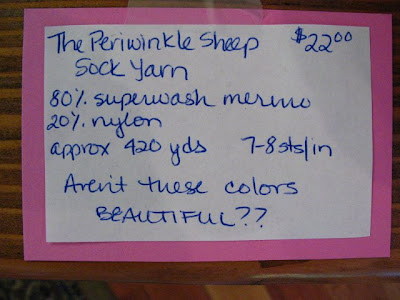 The Periwinkle Sheep $22.00
Sock Yarn
80% superwash merino
20% nylon
approx 420 yds 7-8 sts/in
Aren't these colors
BEAUTIFUL??